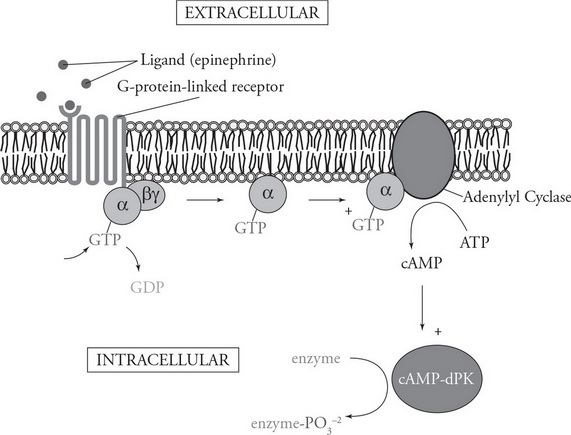 EXTRACELLULAR
Ligand (epinephrine)
G-protein-linked receptor
α
βγ
GTP
GDP
α
GTP
+
α
GTP
Adenylyl Cyclase
ATP
cAMP
+
INTRACELLULAR
enzyme
cAMP-dPK
enzyme-PO₃⁻²